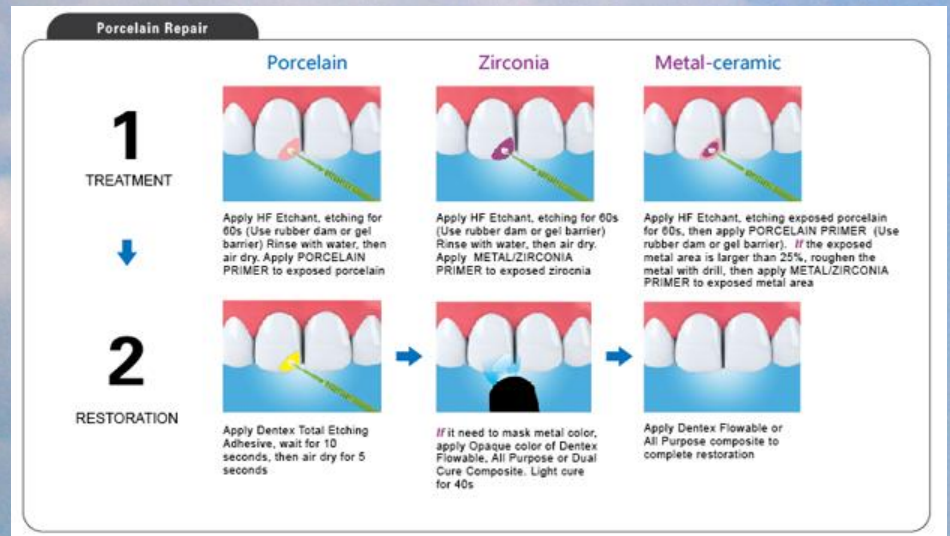 Porcelain Repair
Porcelain
Zirconia
Metal-ceramic
1
TREATMENT
Apply HF Etchant, etching for
60s (Use rubber dam or gel
barrier) Rinse with water, then
air dry. Apply PORCELAIN
PRIMER to exposed porcelain
Apply HF Etchant, etching for 60s
(Use rubber dam or gel barrier)
Rinse with water, then air dry.
Apply METAL/ZIRCONIA
PRIMER to exposed ziroсnia
Apply HF Etchant, etching exposed porcelain
for 60s, then apply PORCELAIN PRIMER (Use
rubber dam or gel barrier). If the exposed
metal area is larger than 25%, roughen the
metal with drill, then apply METAL/ZIRCONIA
PRIMER to exposed metal area
2
RESTORATION
Apply Dentex Total Etching
Adhesive, wait for 10
seconds, then air dry for 5
seconds
If it need to mask metal color,
apply Opaque color of Dentex
Flowable, All Purpose or Dual
Cure Composite. Light cure
for 40s
Apply Dentex Flowable or
All Purpose composite to
complete restoration